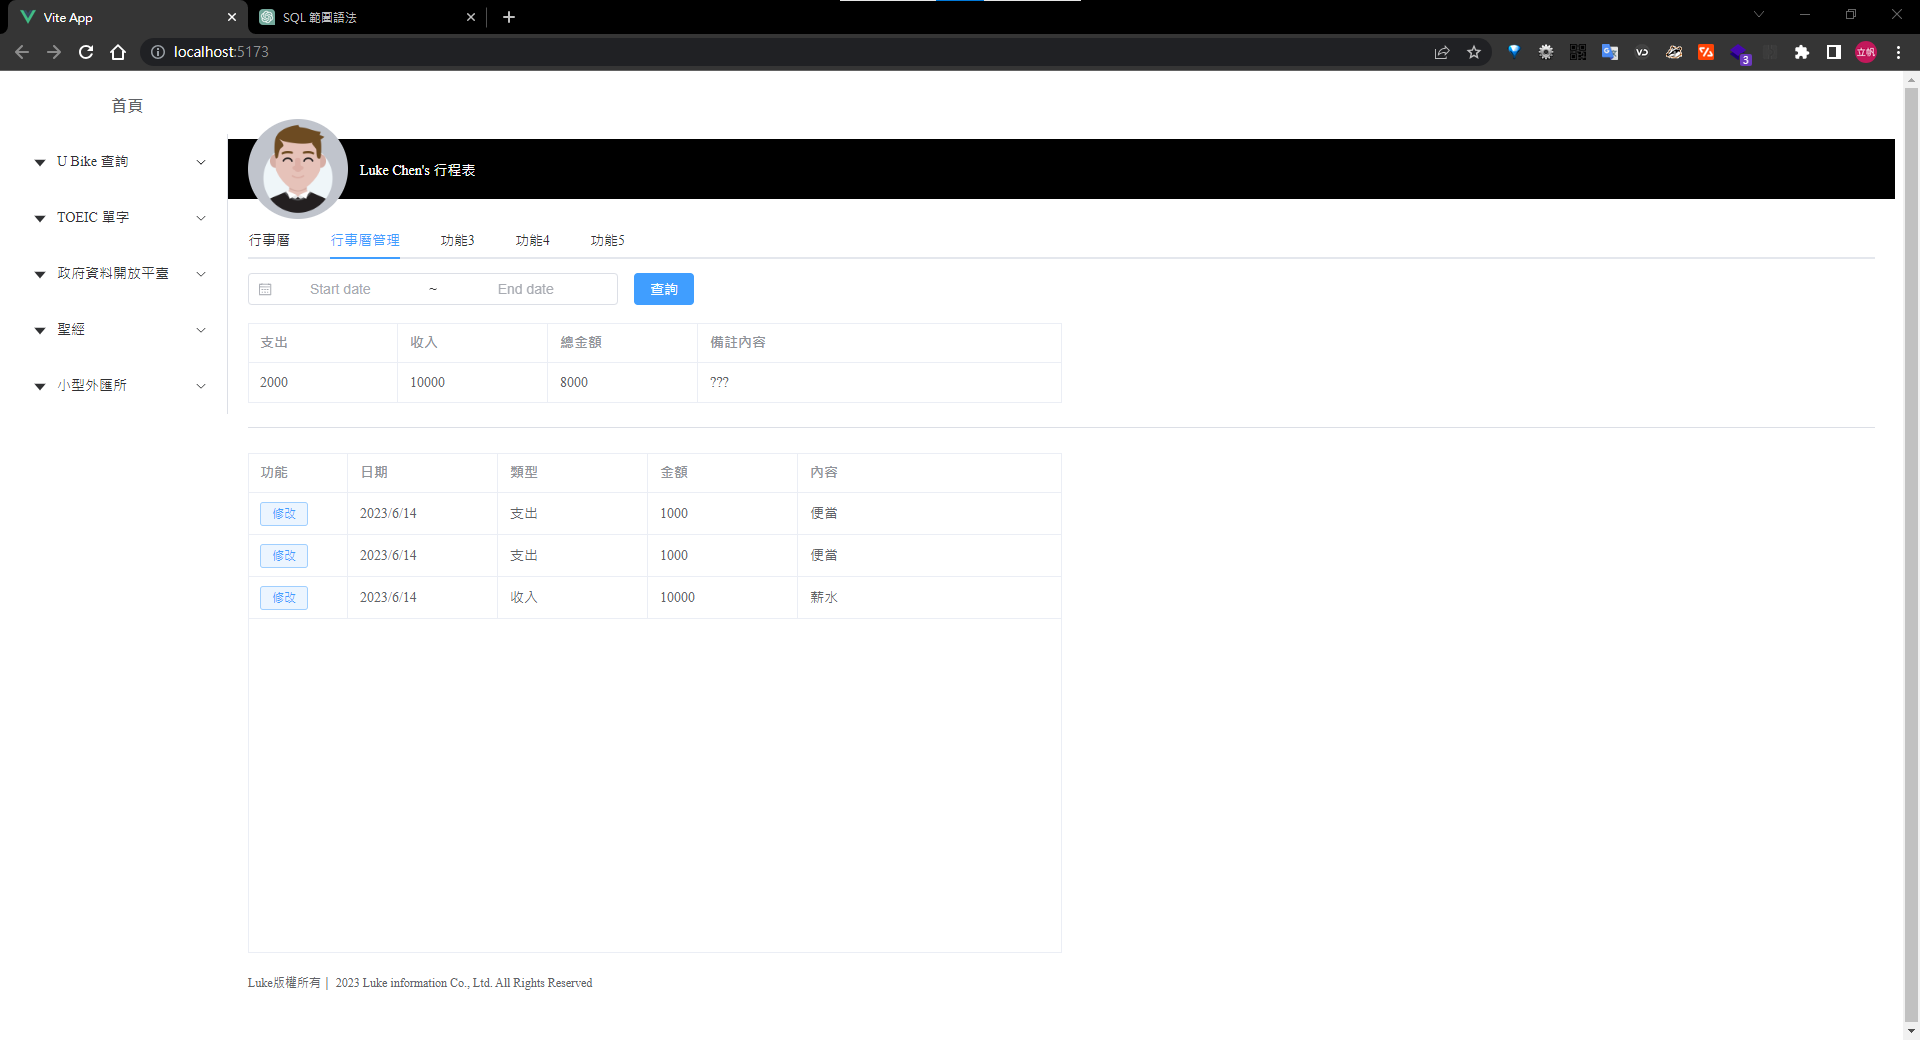 Vite App
SQL 範圍語法
localhost:5173
3
立帆
首頁
U Bike 查詢
TOEIC 單字
政府資料開放平臺
聖經
小型外匯所
Luke Chen's 行程表
行事曆 行事曆管理 功能3 功能4 功能5
Start date ~ End date 查詢
支出 收入 總金額 備註內容
2000 10000 8000 ???
功能 日期 類型 金額 內容
修改 2023/6/14 支出 1000 便當
修改 2023/6/14 支出 1000 便當
修改 2023/6/14 收入 10000 薪水
Luke版權所有｜ 2023 Luke information Co., Ltd. All Rights Reserved